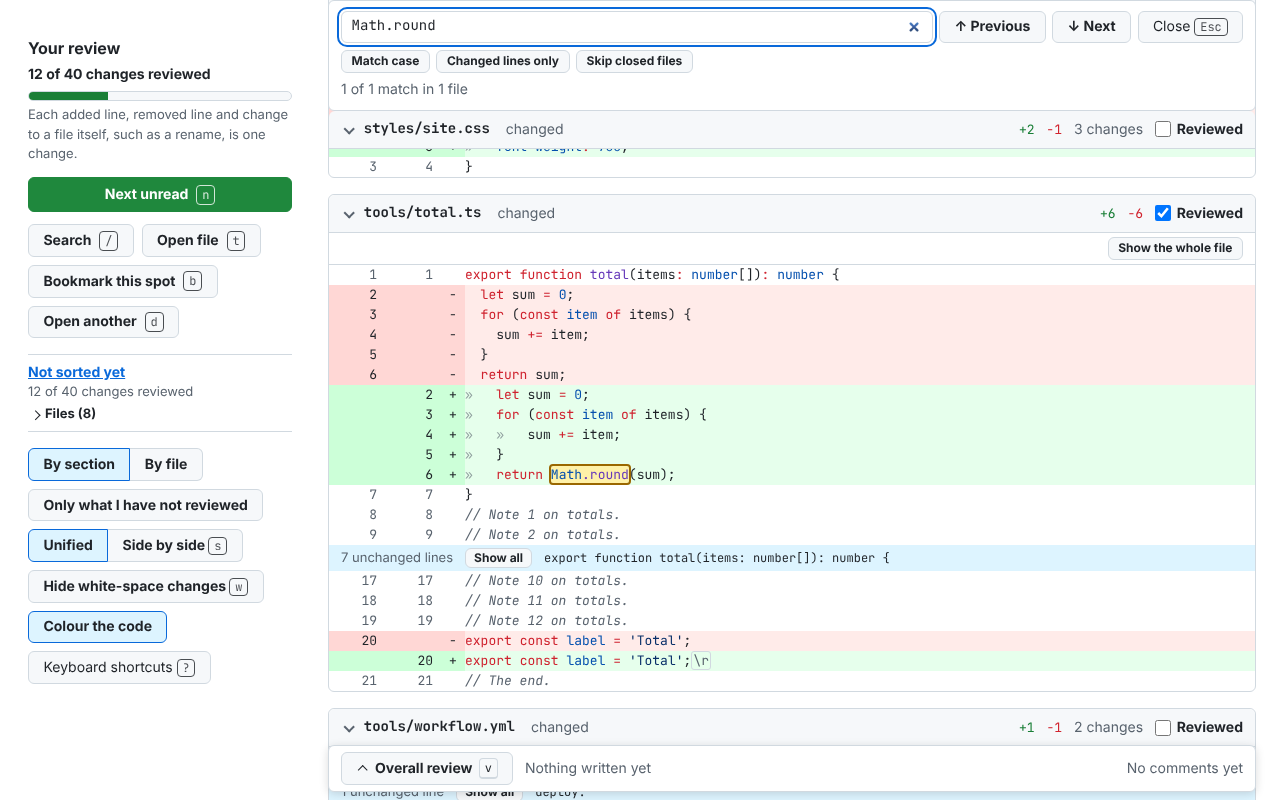 Your review
12 of 40 changes reviewed
Each added line, removed line and change
to a file itself, such as a rename, is one
change.
Next unread n
Search / Open file t
Bookmark this spot b
Open another d
Not sorted yet
12 of 40 changes reviewed
Files (8)
By section By file
Only what I have not reviewed
Unified Side by side s
Hide white-space changes w
Colour the code
Keyboard shortcuts ?
Math.round × ↑ Previous ↓ Next Close Esc
Match case Changed lines only Skip closed files
1 of 1 match in 1 file
styles/site.css changed +2 -1 3 changes Reviewed
3 4 }
tools/total.ts changed +6 -6 Reviewed
Show the whole file
1 1 export function total(items: number[]): number {
2 - let sum = 0;
3 - for (const item of items) {
4 - sum += item;
5 - }
6 - return sum;
2 + » let sum = 0;
3 + » for (const item of items) {
4 + » » sum += item;
5 + » }
6 + » return Math.round(sum);
7 7 }
8 8 // Note 1 on totals.
9 9 // Note 2 on totals.
7 unchanged lines Show all export function total(items: number[]): number {
17 17 // Note 10 on totals.
18 18 // Note 11 on totals.
19 19 // Note 12 on totals.
20 - export const label = 'Total';
20 + export const label = 'Total';\r
21 21 // The end.
tools/workflow.yml changed +1 -1 2 changes Reviewed
Overall review v Nothing written yet No comments yet
1 unchanged line Show all deploy: